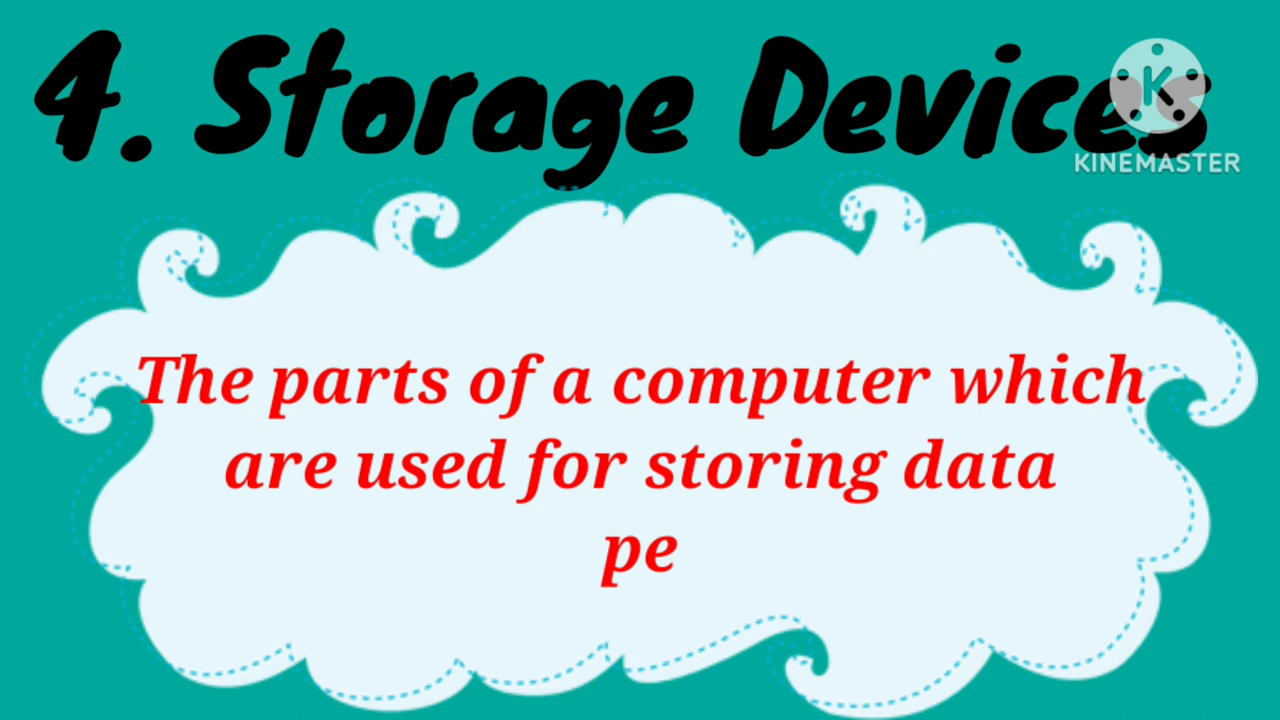 4. Storage Devices
KINEMASTER
The parts of a computer which
are used for storing data
pe